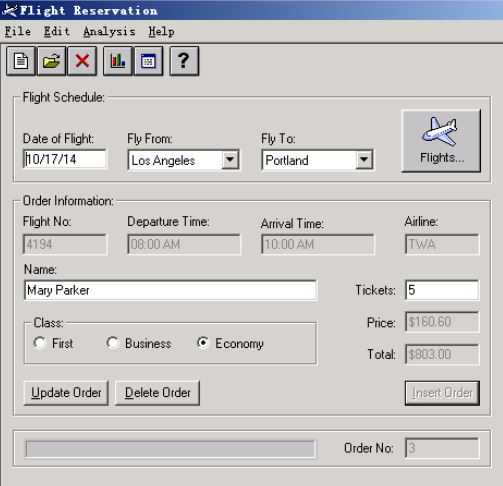 Flight Reservation
File Edit Analysis Help
?
Flight Schedule:
Date of Flight: Fly From: Fly To:
10/17/14 Los Angeles Portland
Flights...
Order Information:
Flight No: Departure Time: Arrival Time: Airline:
4194 08:00 AM 10:00 AM TWA
Name:
Mary Parker Tickets: 5
Class: Price: $160.60
First Business Economy
Total: $803.00
Update Order Delete Order Insert Order
Order No: 3